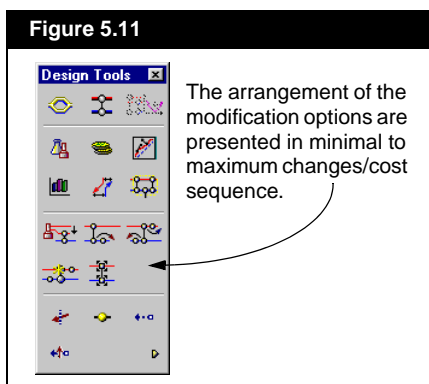 Figure 5.11
Design Tools
The arrangement of the
modification options are
presented in minimal to
maximum changes/cost
sequence.